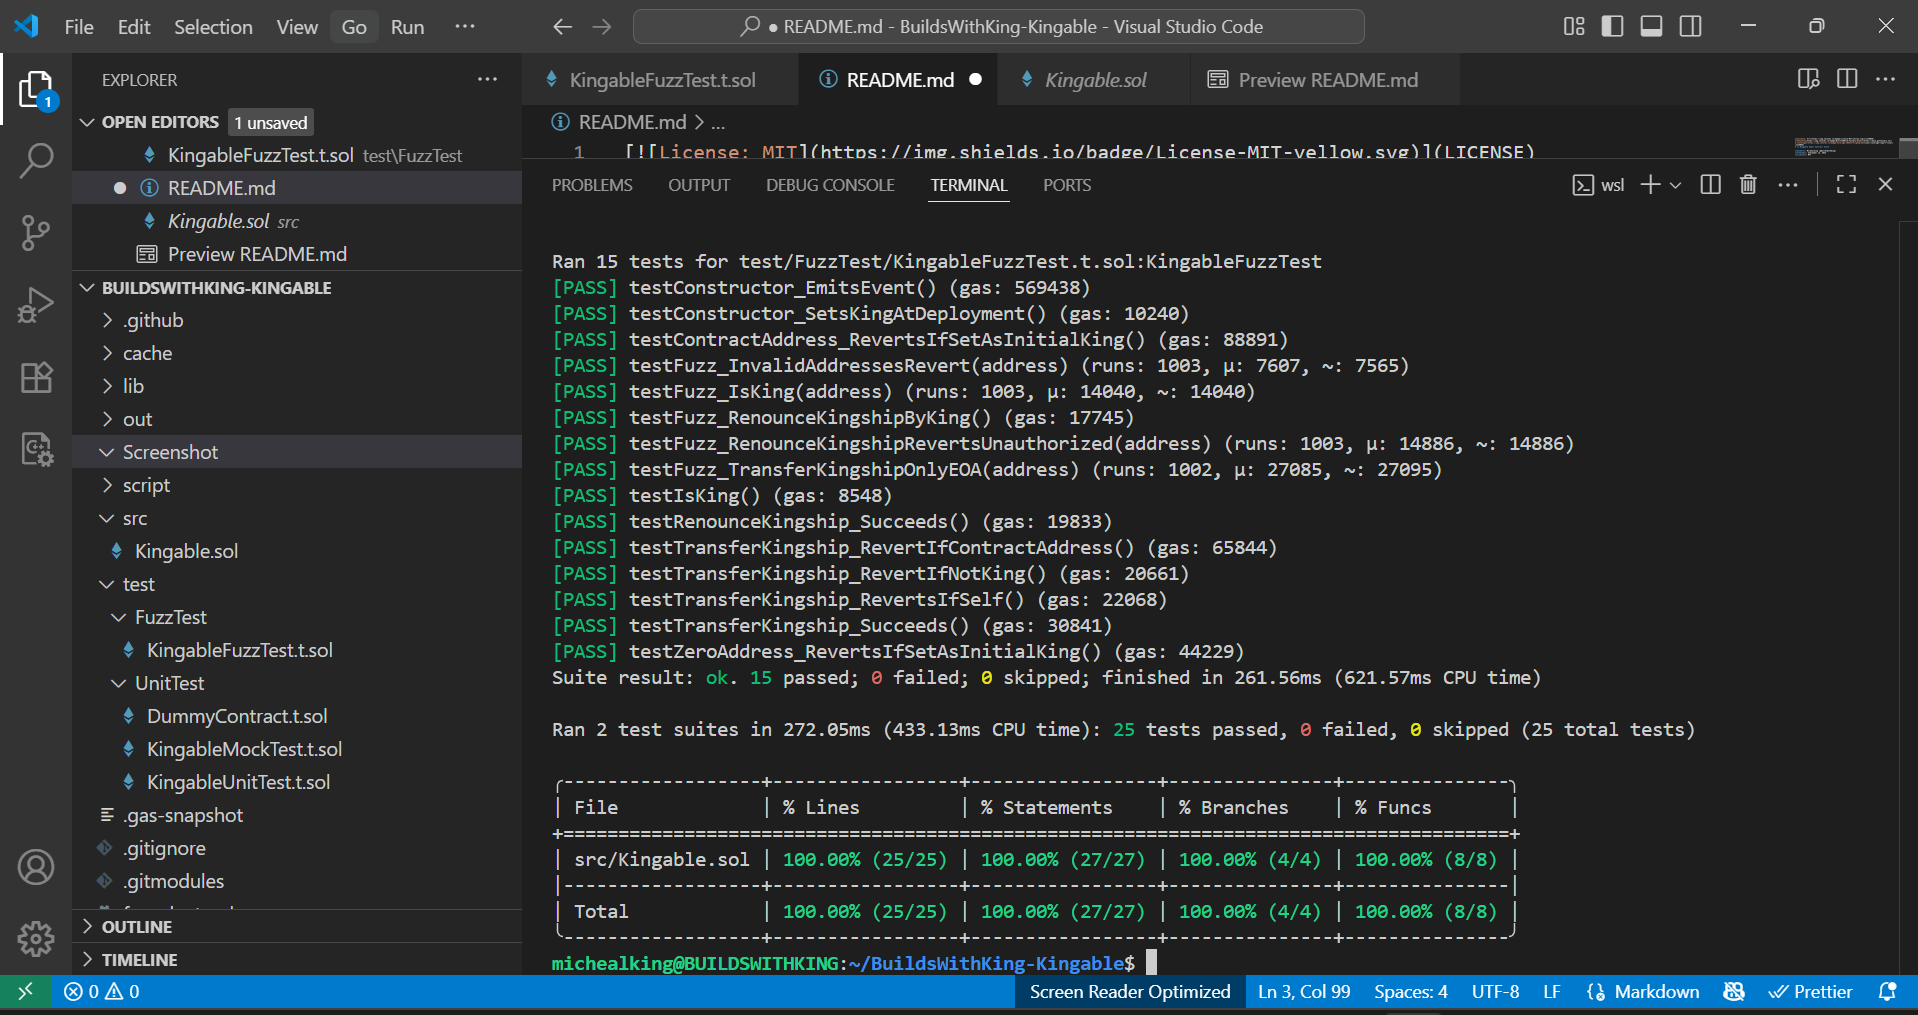 File Edit Selection View Go Run ···
README.md - BuildsWithKing-Kingable - Visual Studio Code
EXPLORER
OPEN EDITORS 1 unsaved
KingableFuzzTest.t.sol test\FuzzTest
README.md
Kingable.sol src
Preview README.md
BUILDSWITHKING-KINGABLE
.github
cache
lib
out
Screenshot
script
src
Kingable.sol
test
FuzzTest
KingableFuzzTest.t.sol
UnitTest
DummyContract.t.sol
KingableMockTest.t.sol
KingableUnitTest.t.sol
.gas-snapshot
.gitignore
.gitmodules
OUTLINE
TIMELINE
1
KingableFuzzTest.t.sol README.md Kingable.sol Preview README.md
README.md > ...
1 [![License: MIT](https://img.shields.io/badge/License-MIT-yellow.svg)](LICENSE)
PROBLEMS OUTPUT DEBUG CONSOLE TERMINAL PORTS
wsl
Ran 15 tests for test/FuzzTest/KingableFuzzTest.t.sol:KingableFuzzTest
[PASS] testConstructor_EmitsEvent() (gas: 569438)
[PASS] testConstructor_SetsKingAtDeployment() (gas: 10240)
[PASS] testContractAddress_RevertsIfSetAsInitialKing() (gas: 88891)
[PASS] testFuzz_InvalidAddressesRevert(address) (runs: 1003, μ: 7607, ~: 7565)
[PASS] testFuzz_IsKing(address) (runs: 1003, μ: 14040, ~: 14040)
[PASS] testFuzz_RenounceKingshipByKing() (gas: 17745)
[PASS] testFuzz_RenounceKingshipRevertsUnauthorized(address) (runs: 1003, μ: 14886, ~: 14886)
[PASS] testFuzz_TransferKingshipOnlyEOA(address) (runs: 1002, μ: 27085, ~: 27095)
[PASS] testIsKing() (gas: 8548)
[PASS] testRenounceKingship_Succeeds() (gas: 19833)
[PASS] testTransferKingship_RevertIfContractAddress() (gas: 65844)
[PASS] testTransferKingship_RevertIfNotKing() (gas: 20661)
[PASS] testTransferKingship_RevertsIfSelf() (gas: 22068)
[PASS] testTransferKingship_Succeeds() (gas: 30841)
[PASS] testZeroAddress_RevertsIfSetAsInitialKing() (gas: 44229)
Suite result: ok. 15 passed; 0 failed; 0 skipped; finished in 261.56ms (621.57ms CPU time)
Ran 2 test suites in 272.05ms (433.13ms CPU time): 25 tests passed, 0 failed, 0 skipped (25 total tests)
| File | % Lines | % Statements | % Branches | % Funcs |
| src/Kingable.sol | 100.00% (25/25) | 100.00% (27/27) | 100.00% (4/4) | 100.00% (8/8) |
| Total | 100.00% (25/25) | 100.00% (27/27) | 100.00% (4/4) | 100.00% (8/8) |
michealking@BUILDSWITHKING:~/BuildsWithKing-Kingable$
0 0
Screen Reader Optimized Ln 3, Col 99 Spaces: 4 UTF-8 LF Markdown Prettier